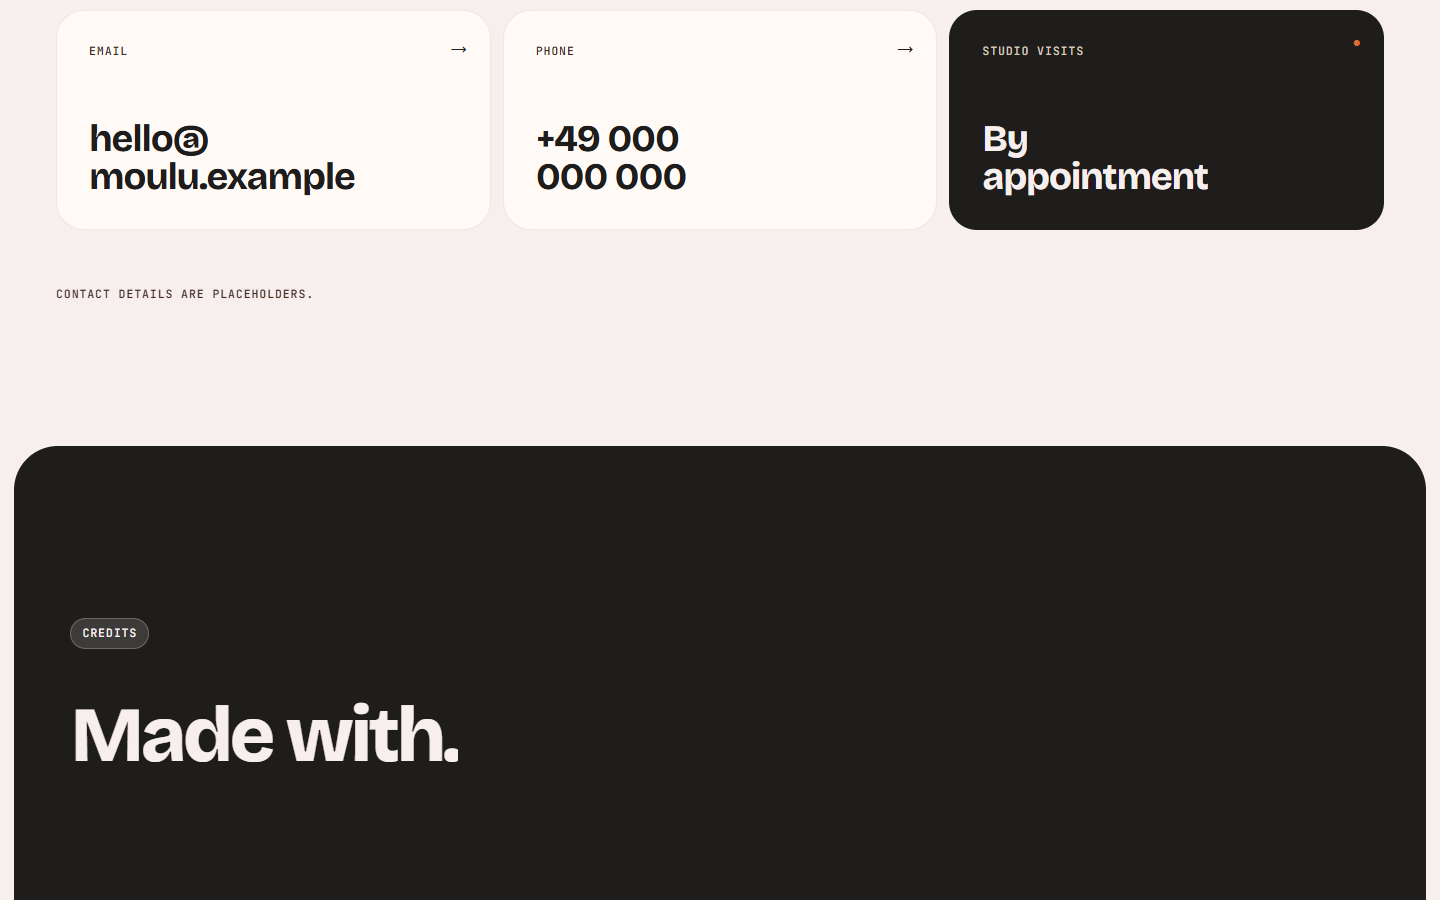 EMAIL →
hello@
moulu.example
PHONE →
+49 000
000 000
STUDIO VISITS
By
appointment
CONTACT DETAILS ARE PLACEHOLDERS.
CREDITS
Made with.